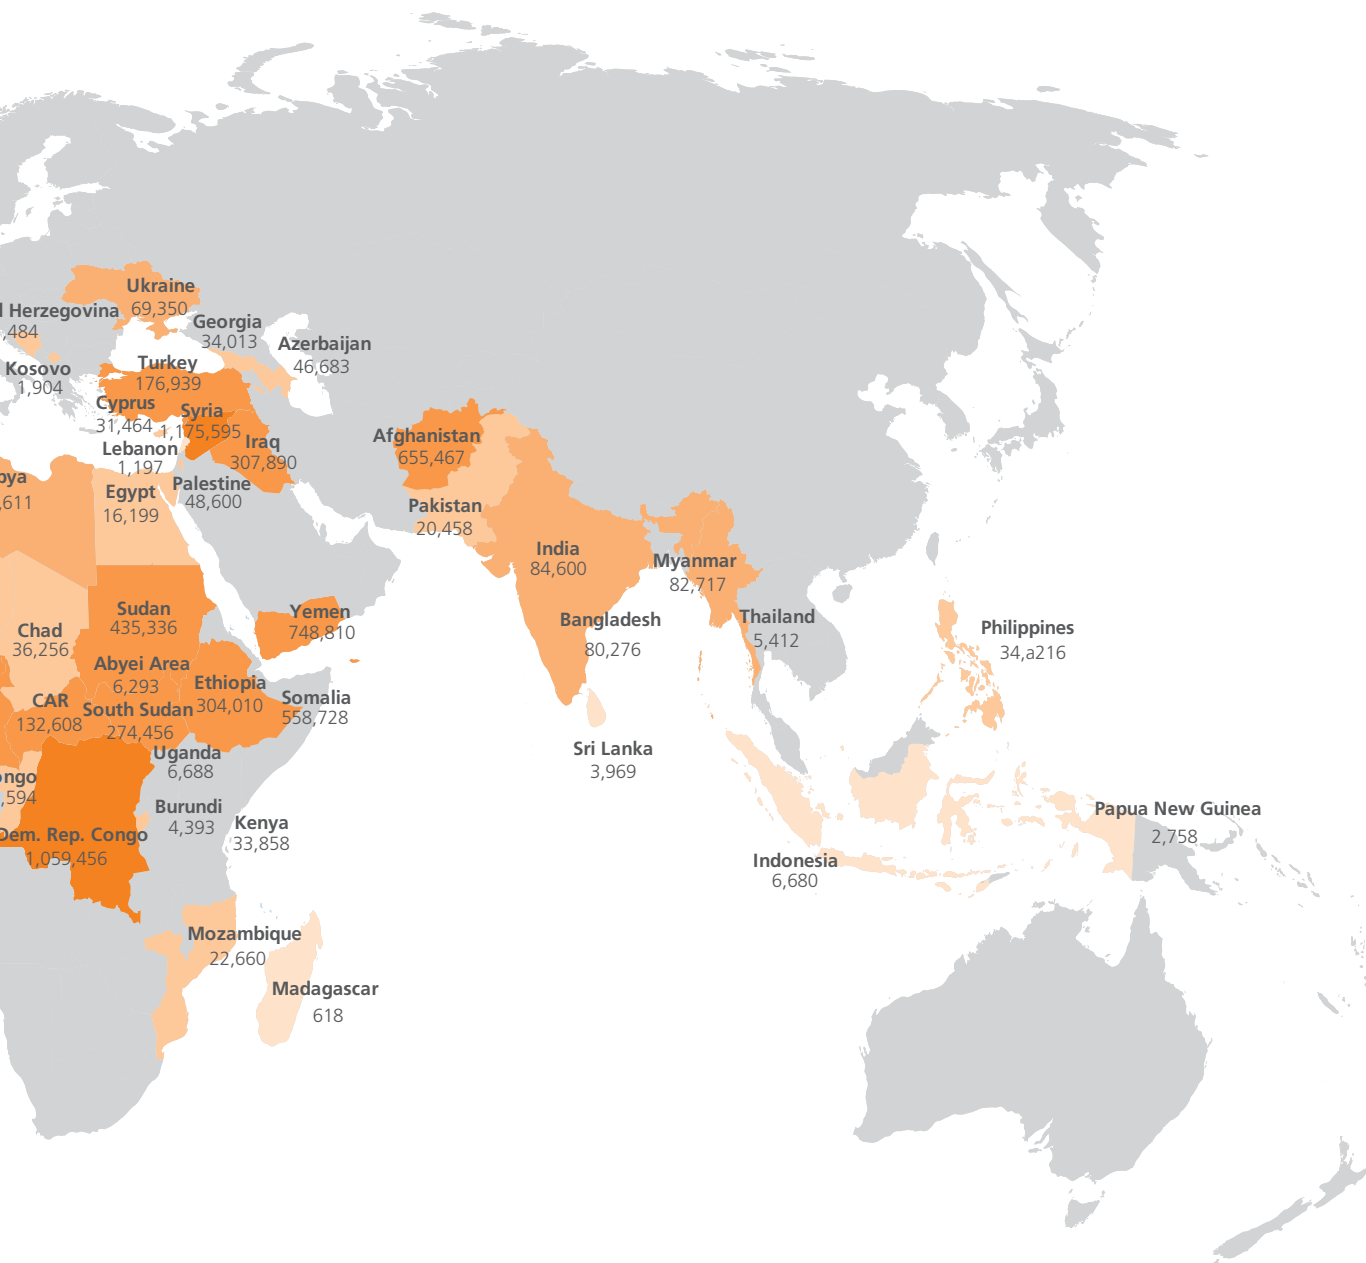 Ukraine
69,350
l Herzegovina
,484
Georgia
34,013
Azerbaijan
46,683
Kosovo
1,904
Turkey
176,939
Cyprus
31,464
Syria
1,175,595
Lebanon
1,197
Iraq
307,890
Afghanistan
655,467
ya
,611
Egypt
16,199
Palestine
48,600
Pakistan
20,458
India
84,600
Myanmar
82,717
Sudan
435,336
Yemen
748,810
Bangladesh
80,276
Thailand
5,412
Philippines
34,a216
Chad
36,256
Abyei Area
6,293
Ethiopia
304,010
Somalia
558,728
CAR
132,608
South Sudan
274,456
Uganda
6,688
Sri Lanka
3,969
ongo
,594
Burundi
4,393
Kenya
33,858
Dem. Rep. Congo
1,059,456
Papua New Guinea
2,758
Indonesia
6,680
Mozambique
22,660
Madagascar
618